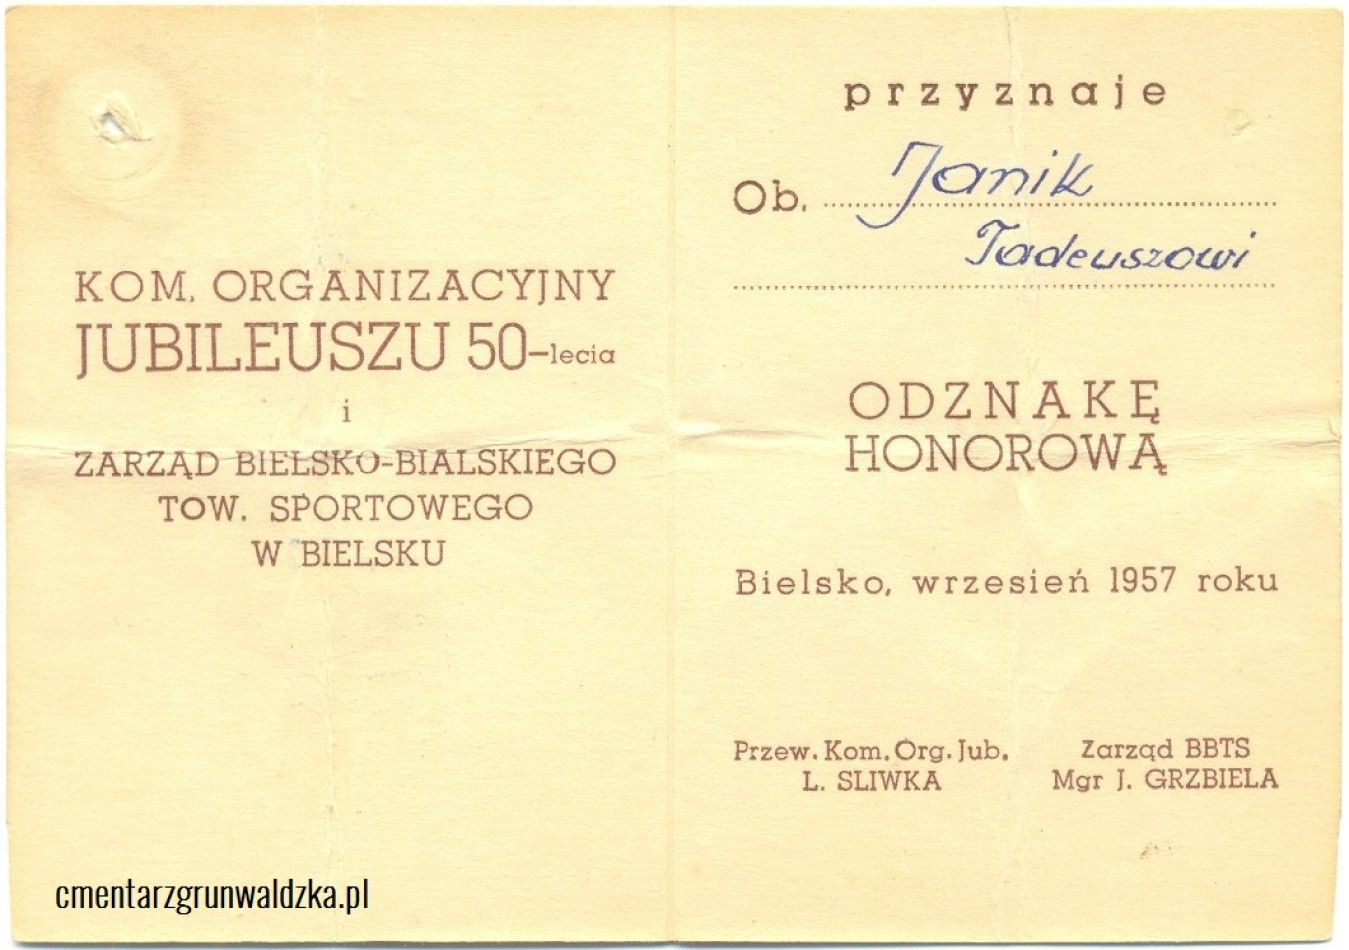 KOM. ORGANIZACYJNY
JUBILEUSZU 50-lecia
i
ZARZĄD BIELSKO-BIALSKIEGO
TOW. SPORTOWEGO
W BIELSKU
przyznaje
Ob. Janik
Tadeuszowi
ODZNAKĘ
HONOROWĄ
Bielsko, wrzesień 1957 roku
Przew. Kom. Org. Jub.
L. SLIWKA
Zarząd BBTS
Mgr J. GRZBIELA
cmentarzgrunwaldzka.pl